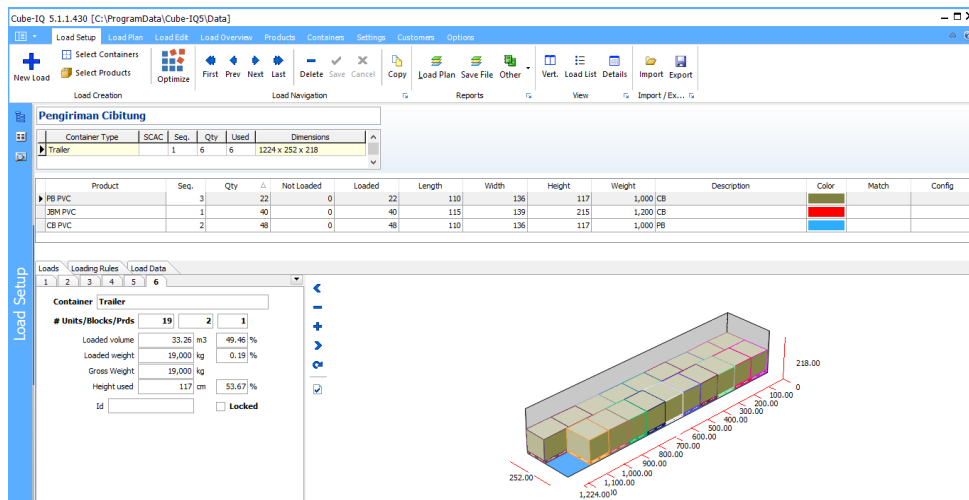 Cube-IQ 5.1.1.430 [C:\ProgramData\Cube-IQ5\Data]
Load Setup Load Plan Load Edit Load Overview Products Containers Settings Customers Options
New Load
Select Containers
Select Products
Optimize
First Prev Next Last
Delete Save Cancel
Copy
Load Plan Save File Other
Vert. Load List Details
Import Export
Load Creation Load Navigation Reports View Import / Ex...
Pengiriman Cibitung
Container Type SCAC Seq. Qty Used Dimensions
Trailer 1 6 6 1224 x 252 x 218
Product Seq. Qty Not Loaded Loaded Length Width Height Weight Description Color Match Config
PB PVC 3 22 0 22 110 136 117 1,000 CB
JBM PVC 1 40 0 40 115 139 215 1,200 CB
CB PVC 2 48 0 48 110 136 117 1,000 PB
Load Setup
Loads Loading Rules Load Data
1 2 3 4 5 6
Container Trailer
# Units/Blocks/Prds 19 2 1
Loaded volume 33.26 m3 49.46 %
Loaded weight 19,000 kg 0.19 %
Gross Weight 19,000 kg
Height used 117 cm 53.67 %
Id Locked
218.00
0
100.00
200.00
300.00
400.00
500.00
600.00
700.00
800.00
900.00
1,000.00
1,100.00
1,224.00
252.00